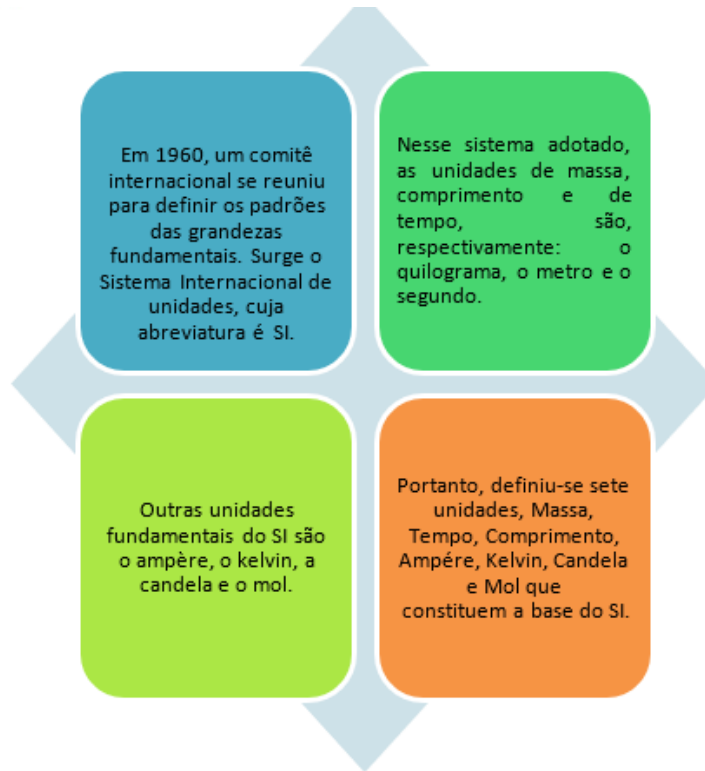 Em 1960, um comitê
internacional se reuniu
para definir os padrões
das grandezas
fundamentais. Surge o
Sistema Internacional de
unidades, cuja
abreviatura é SI.
Nesse sistema adotado,
as unidades de massa,
comprimento e de
tempo, são,
respectivamente: o
quilograma, o metro e o
segundo.
Outras unidades
fundamentais do SI são
o ampère, o kelvin, a
candela e o mol.
Portanto, definiu-se sete
unidades, Massa,
Tempo, Comprimento,
Ampére, Kelvin, Candela
e Mol que
constituem a base do SI.